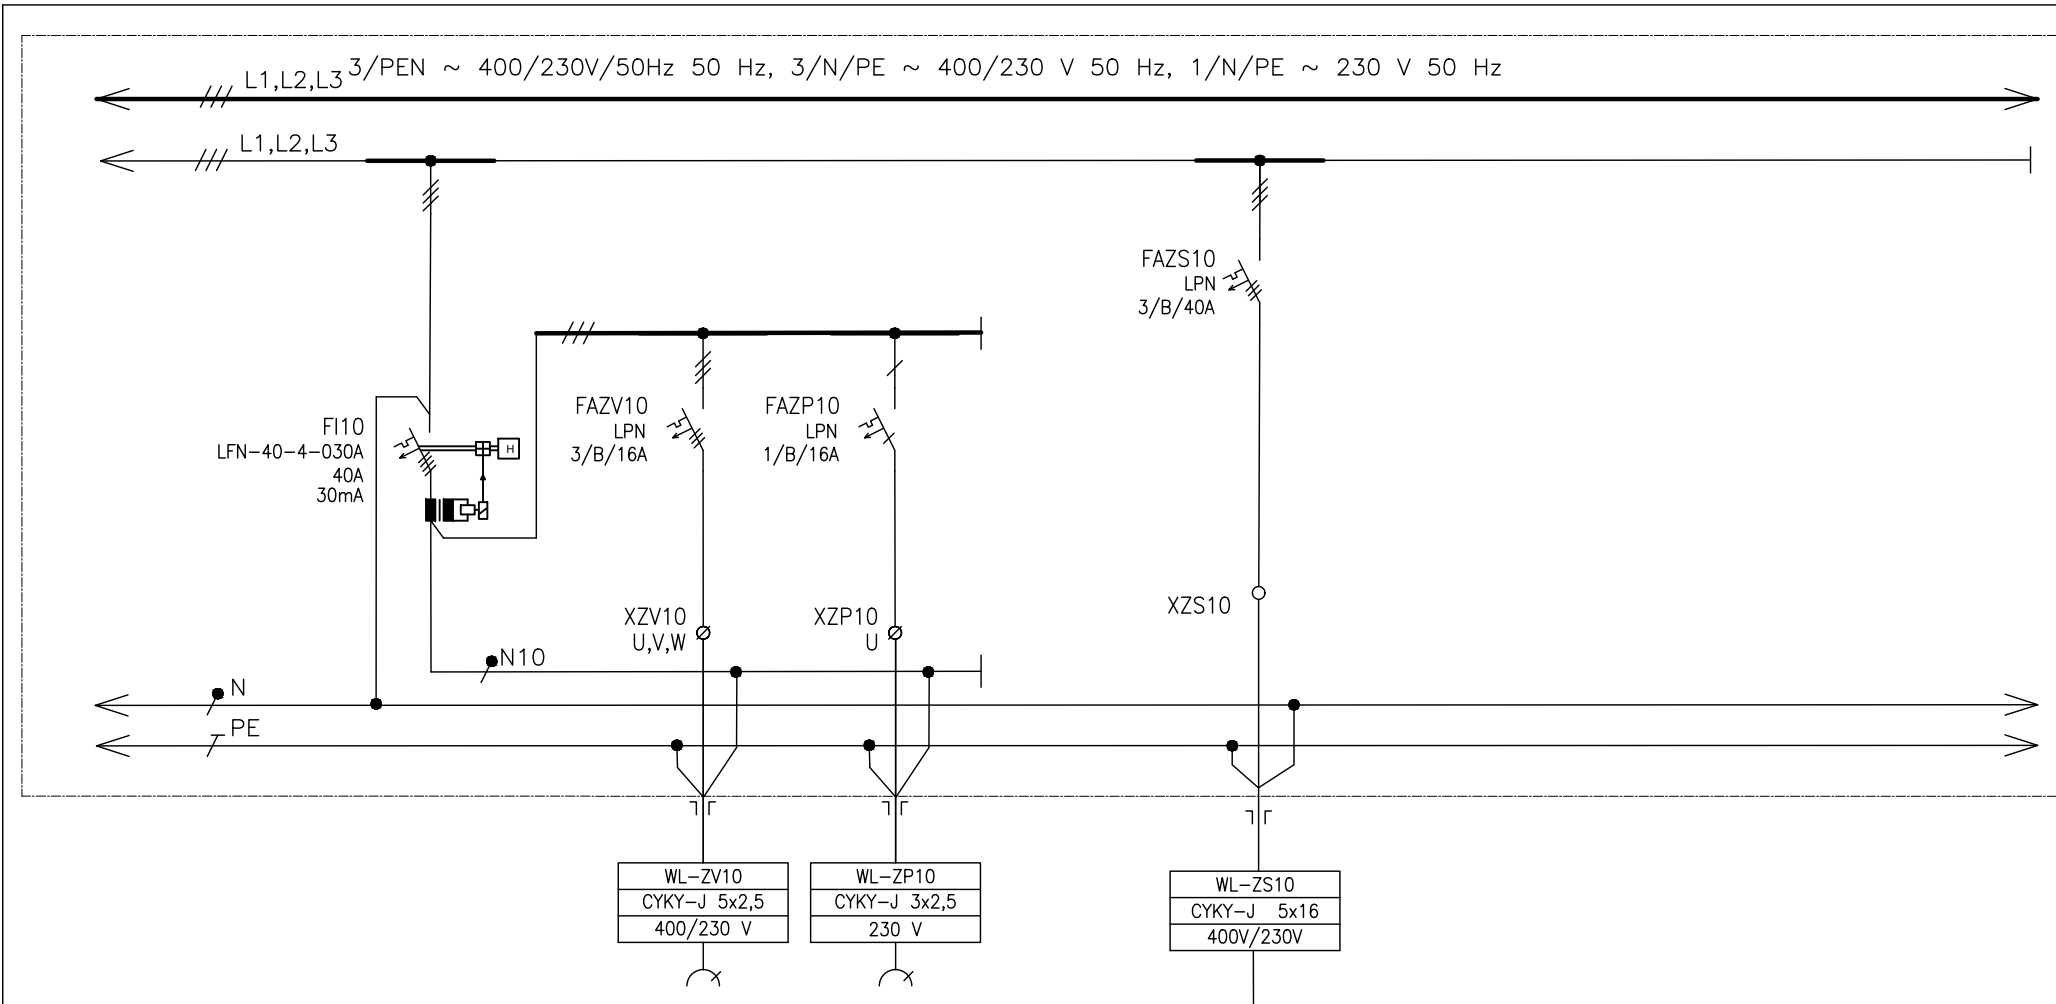 3/PEN ~ 400/230V/50Hz 50 Hz, 3/N/PE ~ 400/230 V 50 Hz, 1/N/PE ~ 230 V 50 Hz
L1,L2,L3
L1,L2,L3
FAZS10
LPN
3/B/40A
FI10
LFN-40-4-030A
40A
30mA
H
FAZV10
LPN
3/B/16A
FAZP10
LPN
1/B/16A
XZV10
U,V,W
XZP10
U
XZS10
N10
N
PE
WL-ZV10
CYKY-J 5x2,5
400/230 V
WL-ZP10
CYKY-J 3x2,5
230 V
WL-ZS10
CYKY-J 5x16
400V/230V